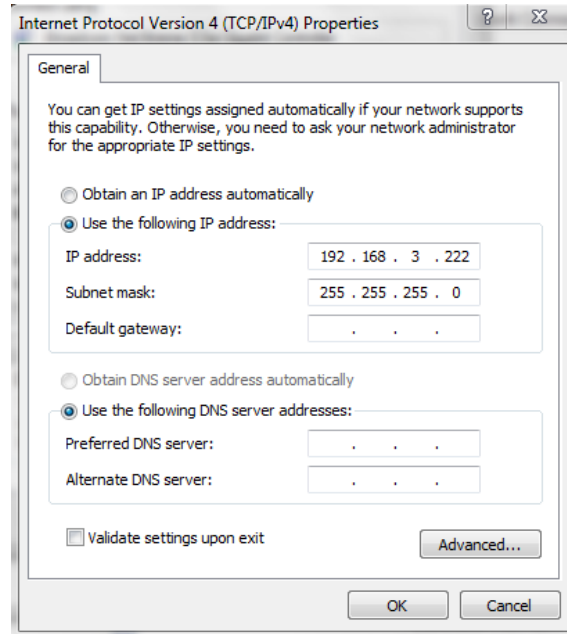 Internet Protocol Version 4 (TCP/IPv4) Properties
General
You can get IP settings assigned automatically if your network supports
this capability. Otherwise, you need to ask your network administrator
for the appropriate IP settings.
Obtain an IP address automatically
Use the following IP address:
IP address: 192 . 168 . 3 . 222
Subnet mask: 255 . 255 . 255 . 0
Default gateway: . . .
Obtain DNS server address automatically
Use the following DNS server addresses:
Preferred DNS server: . . .
Alternate DNS server: . . .
Validate settings upon exit
Advanced...
OK Cancel